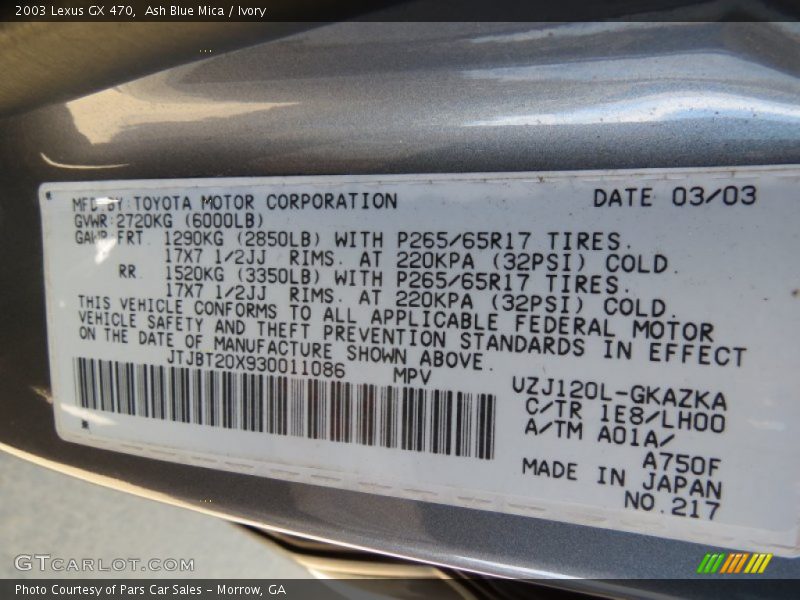 2003 Lexus GX 470, Ash Blue Mica / Ivory
MFD BY TOYOTA MOTOR CORPORATION DATE 03/03
GVWR 2720KG (6000LB)
GAWR FRT. 1290KG (2850LB) WITH P265/65R17 TIRES.
17X7 1/2JJ RIMS. AT 220KPA (32PSI) COLD.
RR. 1520KG (3350LB) WITH P265/65R17 TIRES.
17X7 1/2JJ RIMS. AT 220KPA (32PSI) COLD.
THIS VEHICLE CONFORMS TO ALL APPLICABLE FEDERAL MOTOR
VEHICLE SAFETY AND THEFT PREVENTION STANDARDS IN EFFECT
ON THE DATE OF MANUFACTURE SHOWN ABOVE.
JTJBT20X930011086 MPV
UZJ120L-GKAZKA
C/TR 1E8/LH00
A/TM A01A/
A750F
MADE IN JAPAN
NO.217
GTCARLOT.COM
Photo Courtesy of Pars Car Sales - Morrow, GA